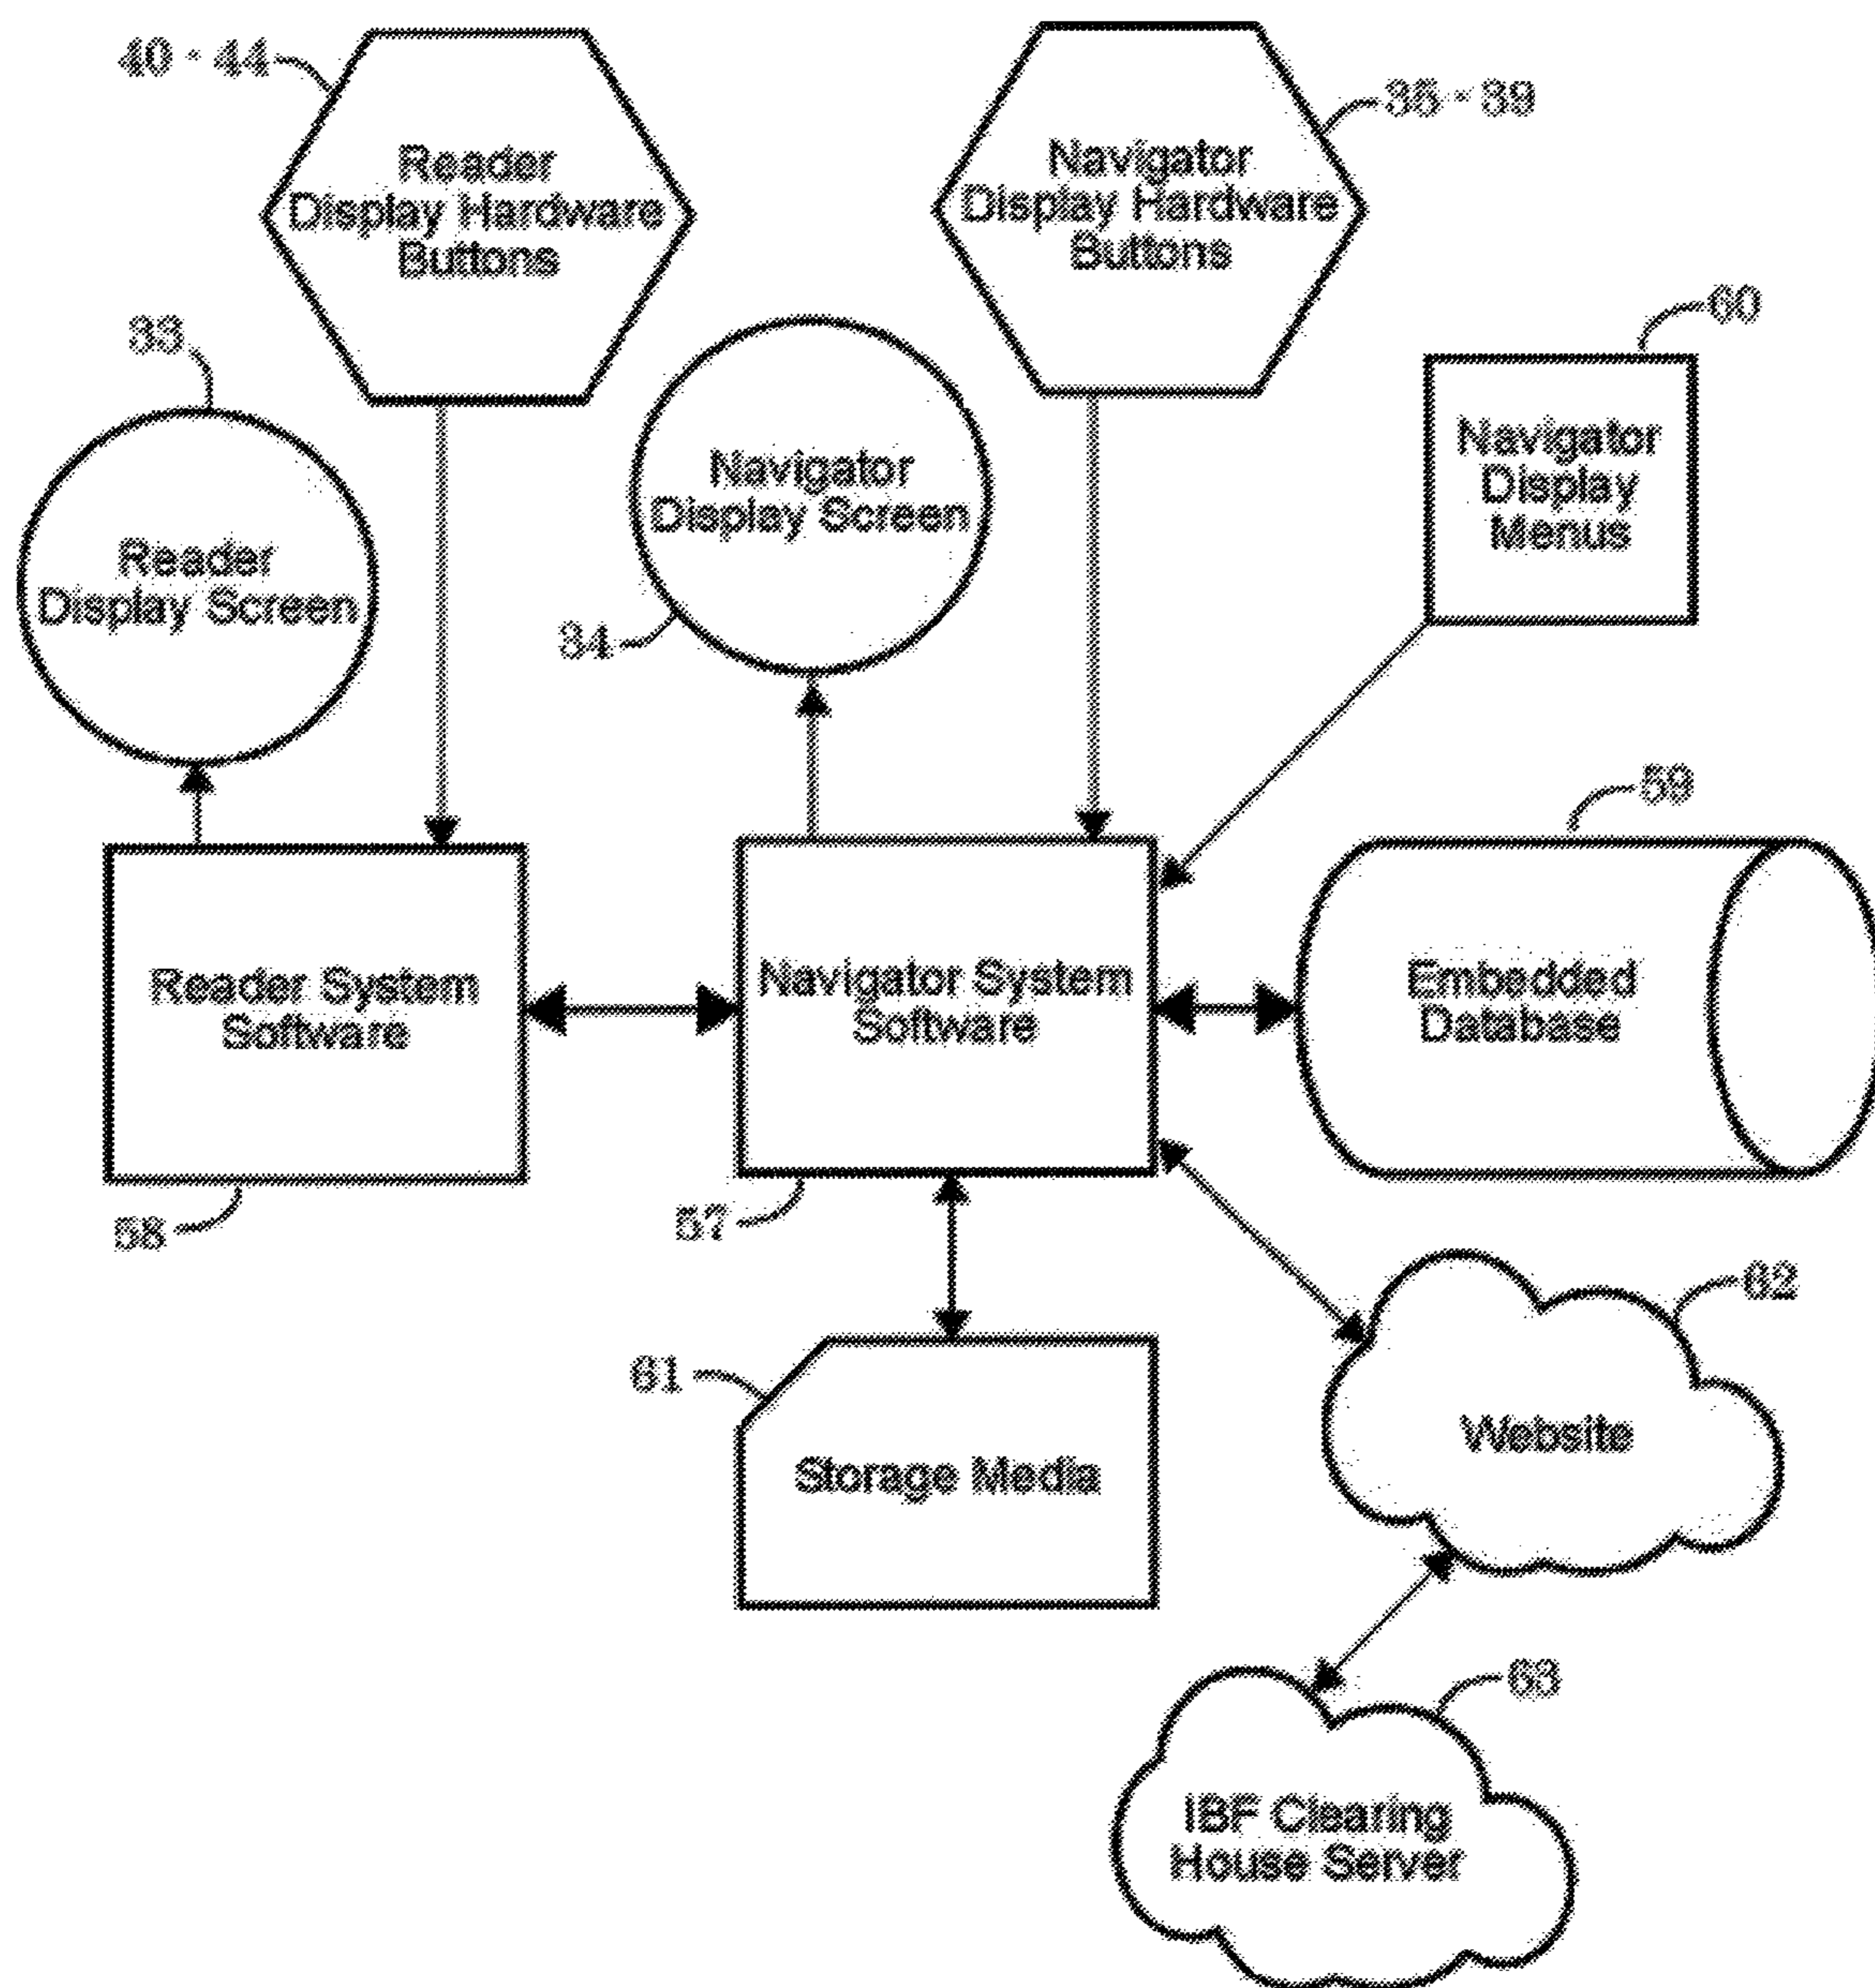 40 - 44
35 - 39
Reader
Display Hardware
Buttons
Navigator
Display Hardware
Buttons
60
33
Navigator
Display Screen
Navigator
Display
Menus
Reader
Display Screen
34
59
Reader System
Software
Navigator System
Software
Embedded
Database
58
57
62
61
Website
Storage Media
63
IBF Clearing
House Server